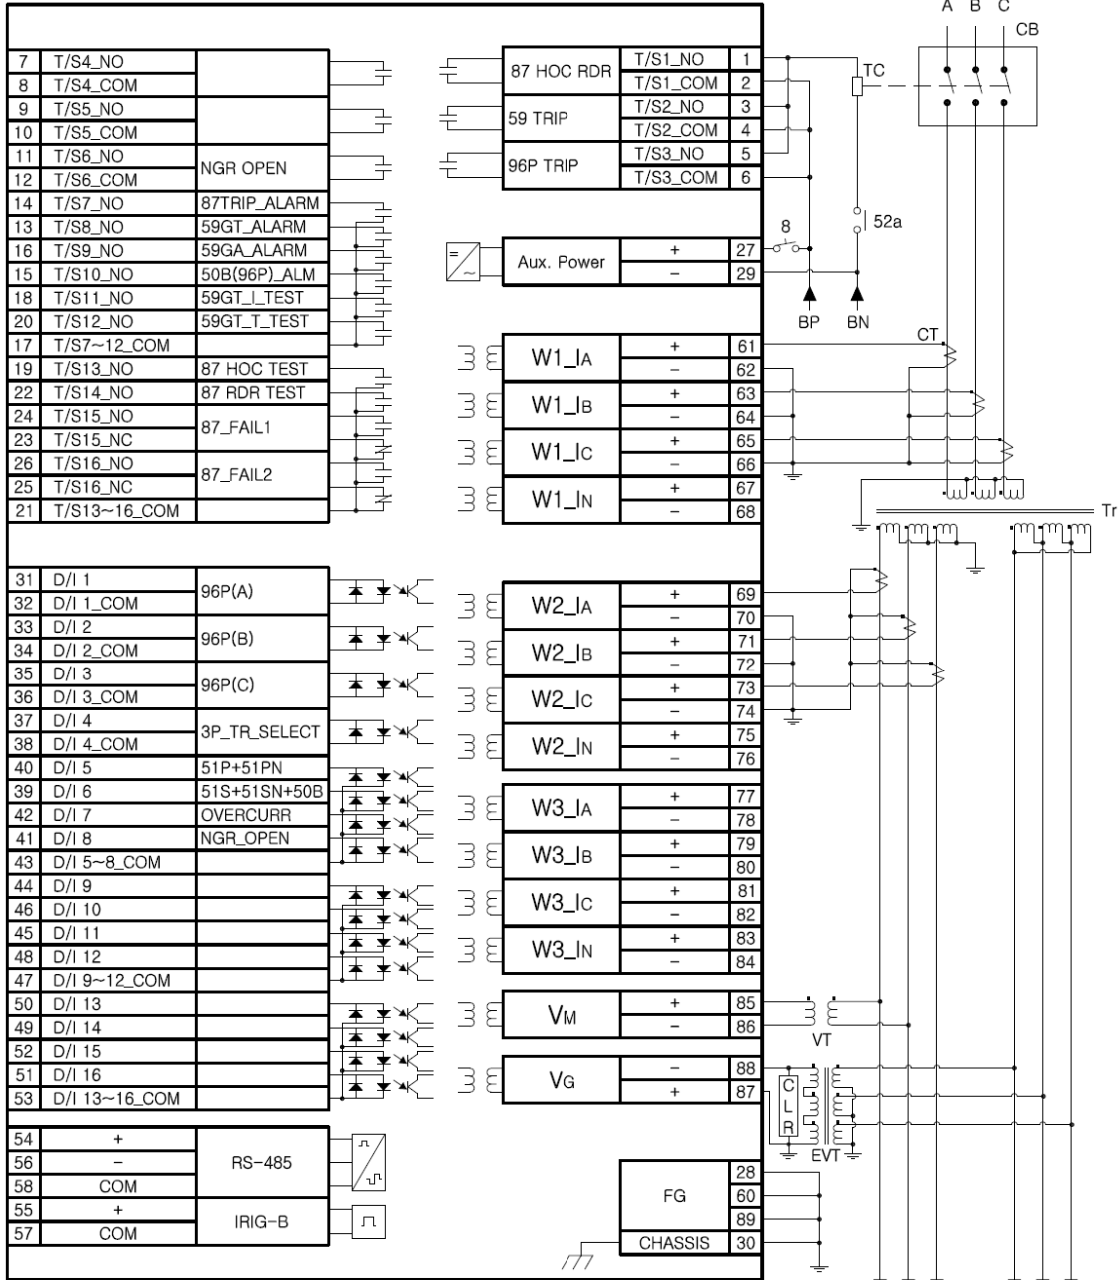 A B C
CB
TC
7 T/S4_NO
8 T/S4_COM
9 T/S5_NO
10 T/S5_COM
11 T/S6_NO NGR OPEN
12 T/S6_COM
14 T/S7_NO 87TRIP_ALARM
13 T/S8_NO 59GT_ALARM
16 T/S9_NO 59GA_ALARM
15 T/S10_NO 50B(96P)_ALM
18 T/S11_NO 59GT_I_TEST
20 T/S12_NO 59GT_T_TEST
17 T/S7~12_COM
19 T/S13_NO 87 HOC TEST
22 T/S14_NO 87 RDR TEST
24 T/S15_NO 87_FAIL1
23 T/S15_NC
26 T/S16_NO 87_FAIL2
25 T/S16_NC
21 T/S13~16_COM
31 D/I 1 96P(A)
32 D/I 1_COM
33 D/I 2 96P(B)
34 D/I 2_COM
35 D/I 3 96P(C)
36 D/I 3_COM
37 D/I 4 3P_TR_SELECT
38 D/I 4_COM
40 D/I 5 51P+51PN
39 D/I 6 51S+51SN+50B
42 D/I 7 OVERCURR
41 D/I 8 NGR_OPEN
43 D/I 5~8_COM
44 D/I 9
46 D/I 10
45 D/I 11
48 D/I 12
47 D/I 9~12_COM
50 D/I 13
49 D/I 14
52 D/I 15
51 D/I 16
53 D/I 13~16_COM
54 + RS-485
56 −
58 COM
55 + IRIG-B
57 COM
87 HOC RDR T/S1_NO 1
T/S1_COM 2
59 TRIP T/S2_NO 3
T/S2_COM 4
96P TRIP T/S3_NO 5
T/S3_COM 6
Aux. Power + 27
− 29
8
52a
BP BN
CT
W1_IA + 61
− 62
W1_IB + 63
− 64
W1_IC + 65
− 66
W1_IN + 67
− 68
Tr
W2_IA + 69
− 70
W2_IB + 71
− 72
W2_IC + 73
− 74
W2_IN + 75
− 76
W3_IA + 77
− 78
W3_IB + 79
− 80
W3_IC + 81
− 82
W3_IN + 83
− 84
VM + 85
− 86
VT
VG − 88
+ 87
CLR
EVT
FG 28
60
89
CHASSIS 30